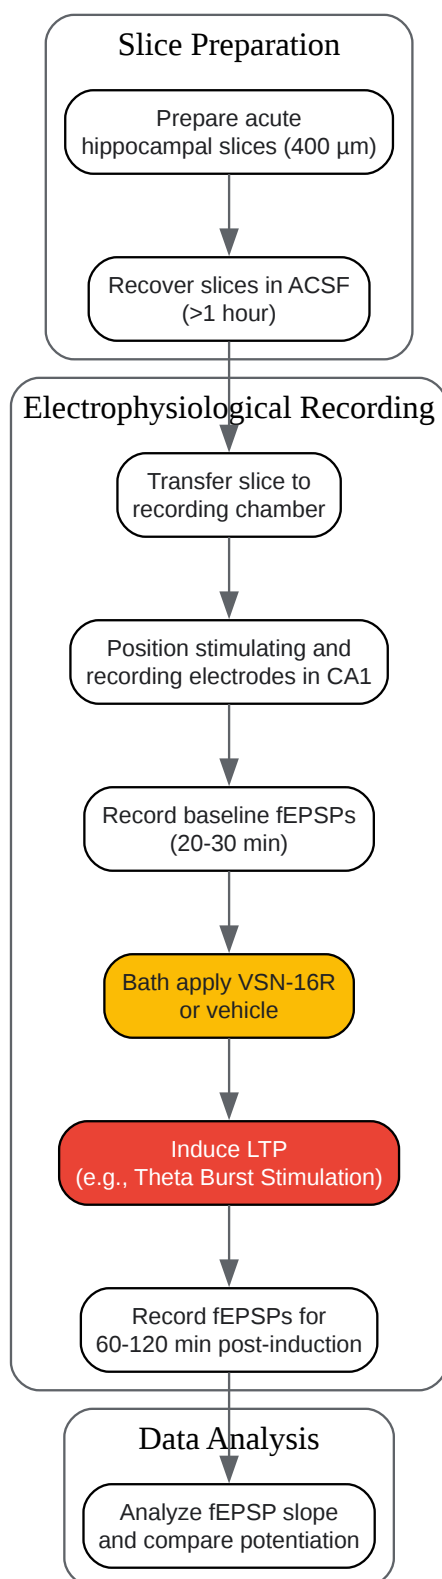 Slice Preparation
Prepare acute
hippocampal slices (400 µm)
Recover slices in ACSF
(>1 hour)
Electrophysiological Recording
Transfer slice to
recording chamber
Position stimulating and
recording electrodes in CA1
Record baseline fEPSPs
(20-30 min)
Bath apply VSN-16R
or vehicle
Induce LTP
(e.g., Theta Burst Stimulation)
Record fEPSPs for
60-120 min post-induction
Data Analysis
Analyze fEPSP slope
and compare potentiation